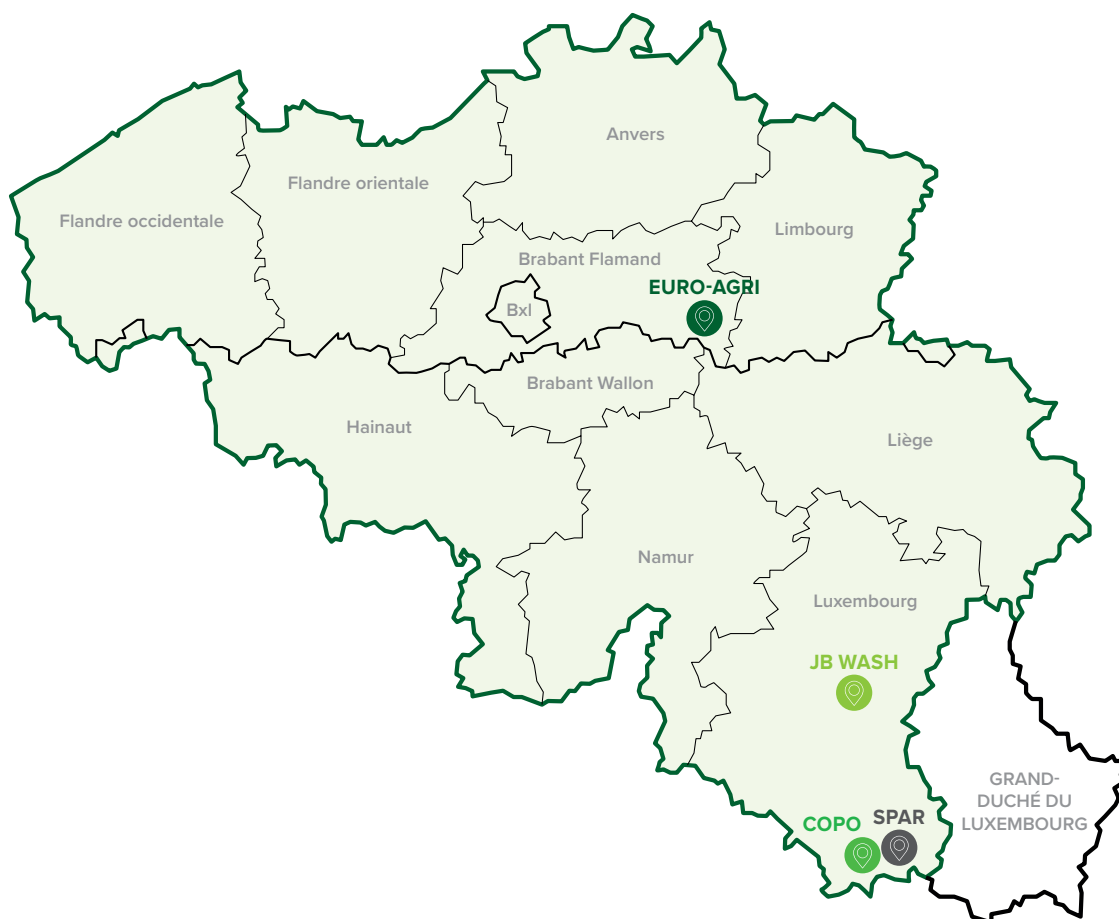 Anvers
Flandre orientale
Flandre occidentale
Limbourg
Brabant Flamand
EURO-AGRI
Bxl
Brabant Wallon
Hainaut
Liège
Namur
Luxembourg
JB WASH
GRAND-
DUCHÉ DU
LUXEMBOURG
COPO
SPAR